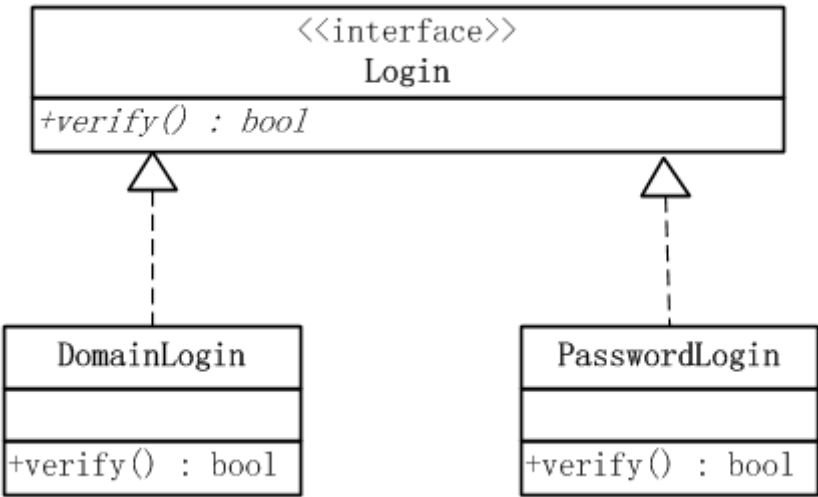 <<interface>>
Login
+verify() : bool
DomainLogin
PasswordLogin
+verify() : bool
+verify() : bool